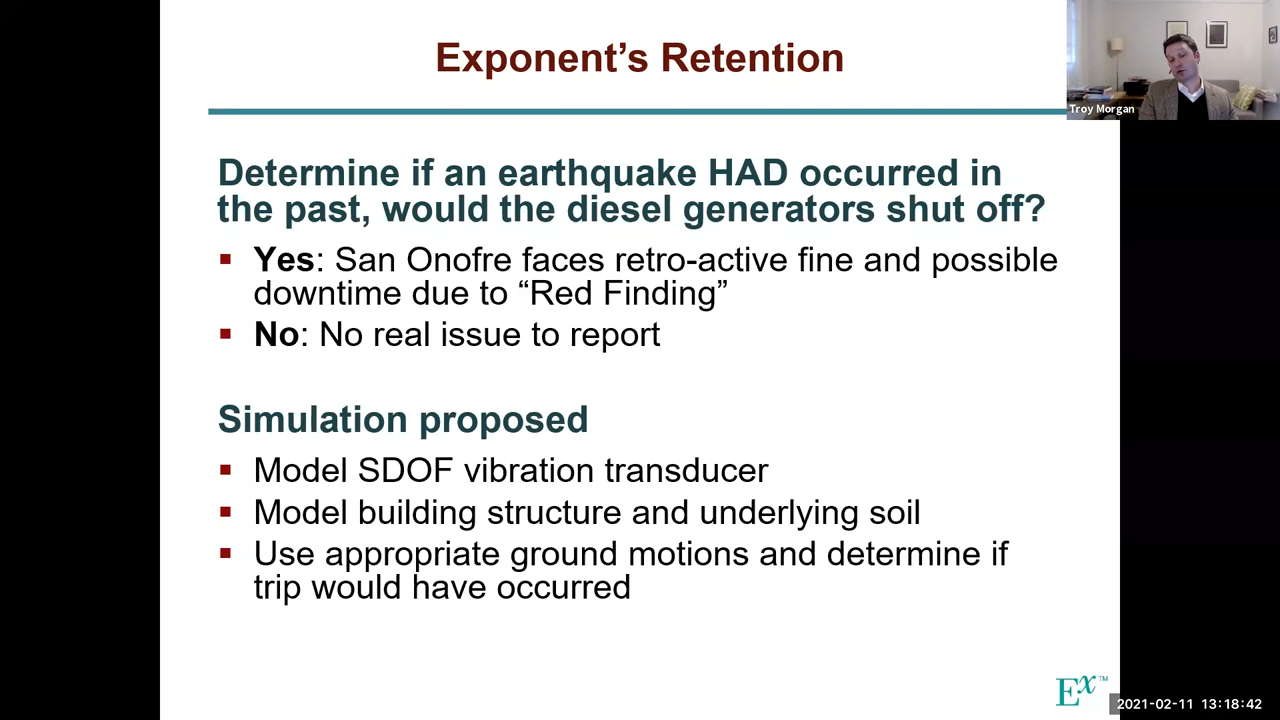 Exponent’s Retention
Troy Morgan
Determine if an earthquake HAD occurred in
the past, would the diesel generators shut off?
▪ Yes: San Onofre faces retro-active fine and possible
downtime due to “Red Finding”
▪ No: No real issue to report
Simulation proposed
▪ Model SDOF vibration transducer
▪ Model building structure and underlying soil
▪ Use appropriate ground motions and determine if
trip would have occurred
Ex™
2021-02-11 13:18:42